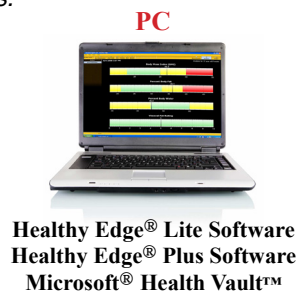 s.
PC
Healthy Edge® Lite Software
Healthy Edge® Plus Software
Microsoft® Health Vault™